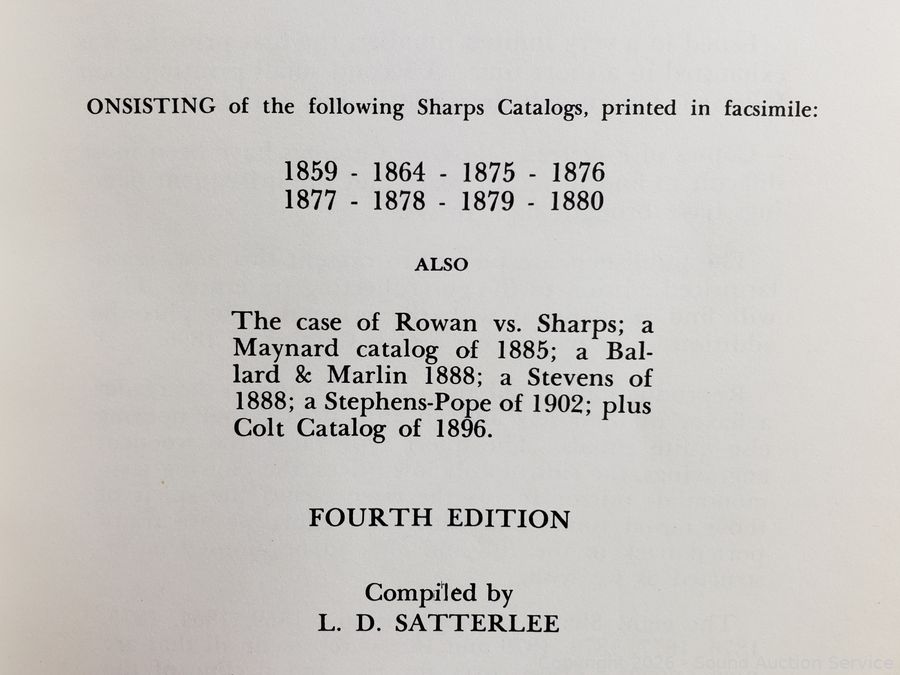 ONSISTING of the following Sharps Catalogs, printed in facsimile:
1859 - 1864 - 1875 - 1876
1877 - 1878 - 1879 - 1880
ALSO
The case of Rowan vs. Sharps; a
Maynard catalog of 1885; a Bal-
lard & Marlin 1888; a Stevens of
1888; a Stephens-Pope of 1902; plus
Colt Catalog of 1896.
FOURTH EDITION
Compiled by
L. D. SATTERLEE
Copyright 2026 - Sound Auction Service